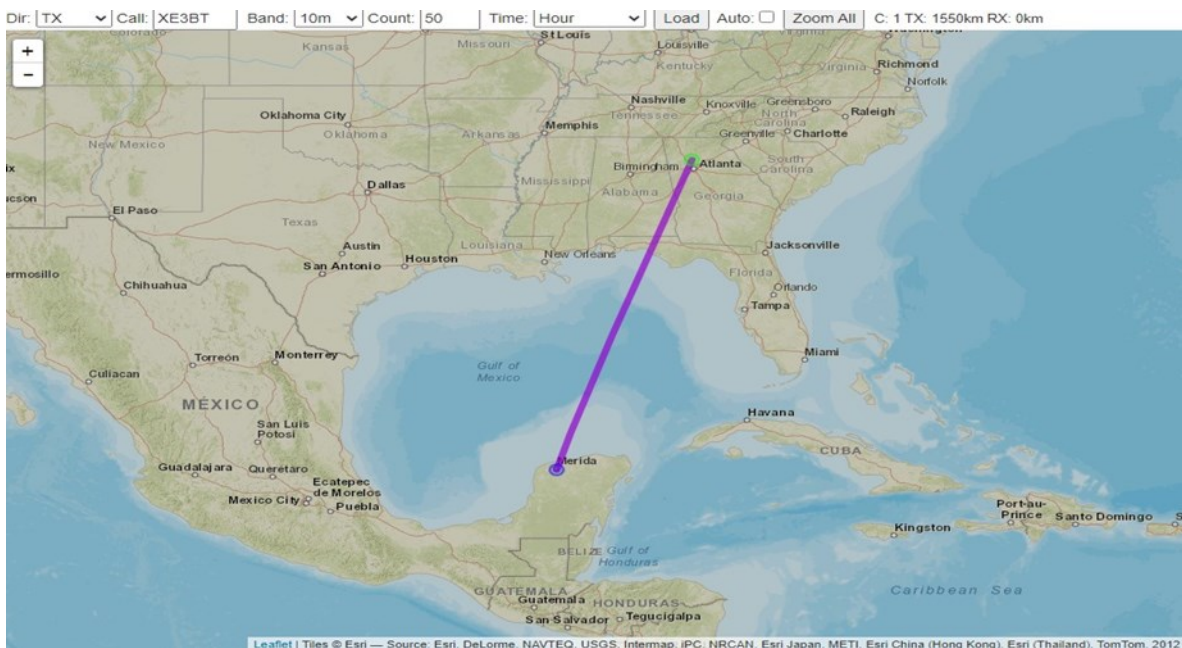 Dir: TX Call: XE3BT Band: 10m Count: 50 Time: Hour Load Auto: Zoom All C: 1 TX: 1550km RX: 0km
+
−
Colorado
Kansas
Missouri
St Louis
Louisville
Kentucky
Virginia
Richmond
Norfolk
Nashville
Tennessee
Knoxville
Greensboro
North
Carolina
Raleigh
Oklahoma City
Oklahoma
Arkansas
Memphis
Greenville
Charlotte
New Mexico
Birmingham
Atlanta
South
Carolina
Mississippi
Alabama
Georgia
Dallas
El Paso
Texas
Louisiana
Jacksonville
Austin
Houston
New Orleans
San Antonio
Florida
Orlando
Tampa
Chihuahua
Miami
Torreón
Monterrey
Gulf of
Mexico
Culiacan
MÉXICO
Havana
San Luis
Potosí
CUBA
Merida
Guadalajara
Querétaro
Ecatepec
de Morelos
Mexico City
Puebla
Port-au-
Prince
Santo Domingo
Kingston
BELIZE
Gulf of
Honduras
Caribbean Sea
GUATEMALA
Guatemala
HONDURAS
San Salvador
Tegucigalpa
Leaflet | Tiles © Esri — Source: Esri, DeLorme, NAVTEQ, USGS, Intermap, iPC, NRCAN, Esri Japan, METI, Esri China (Hong Kong), Esri (Thailand), TomTom, 2012